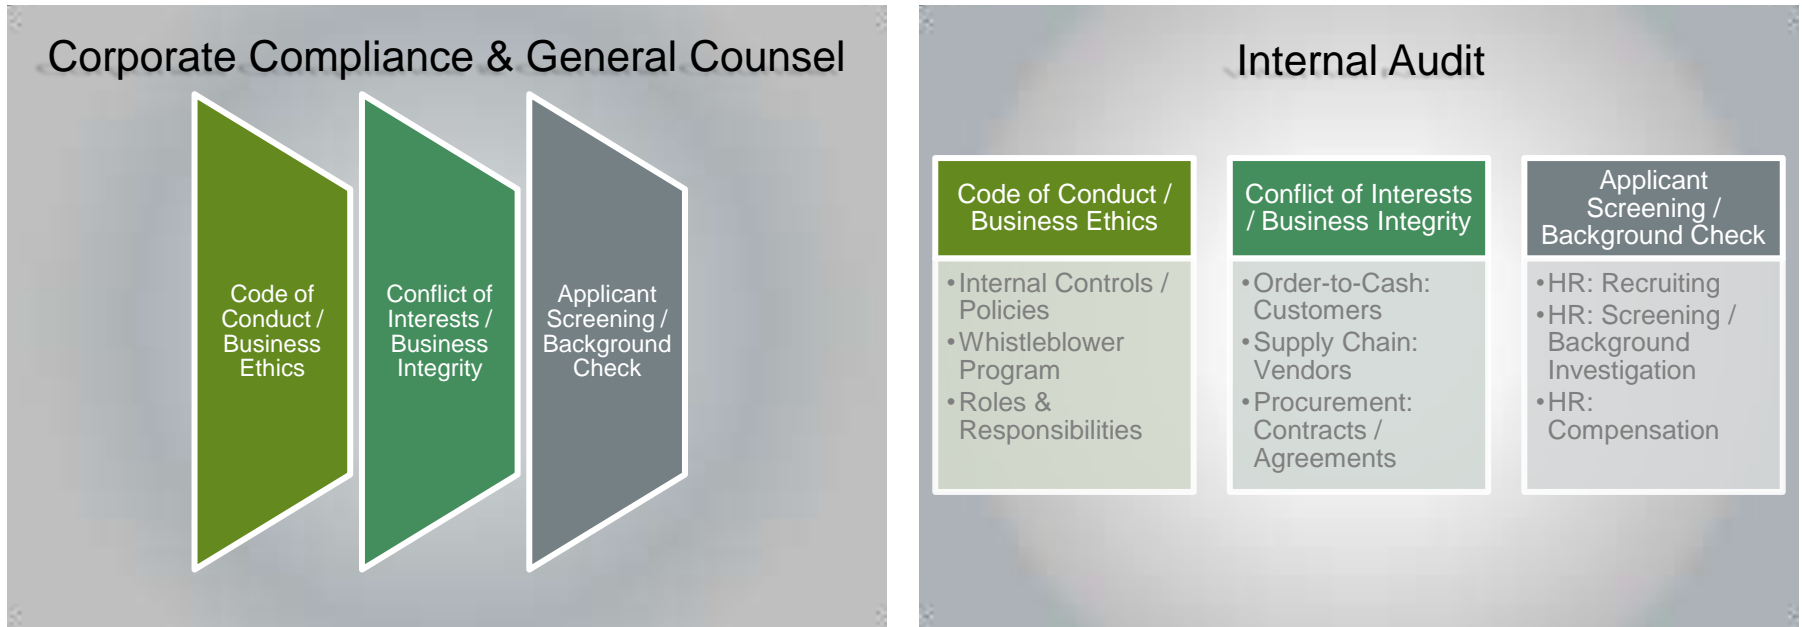 Corporate Compliance & General Counsel
Code of
Conduct /
Business
Ethics
Conflict of
Interests /
Business
Integrity
Applicant
Screening /
Background
Check
Internal Audit
Code of Conduct /
Business Ethics
•Internal Controls /
Policies
•Whistleblower
Program
•Roles &
Responsibilities
Conflict of Interests
/ Business Integrity
•Order-to-Cash:
Customers
•Supply Chain:
Vendors
•Procurement:
Contracts /
Agreements
Applicant
Screening /
Background Check
•HR: Recruiting
•HR: Screening /
Background
Investigation
•HR:
Compensation